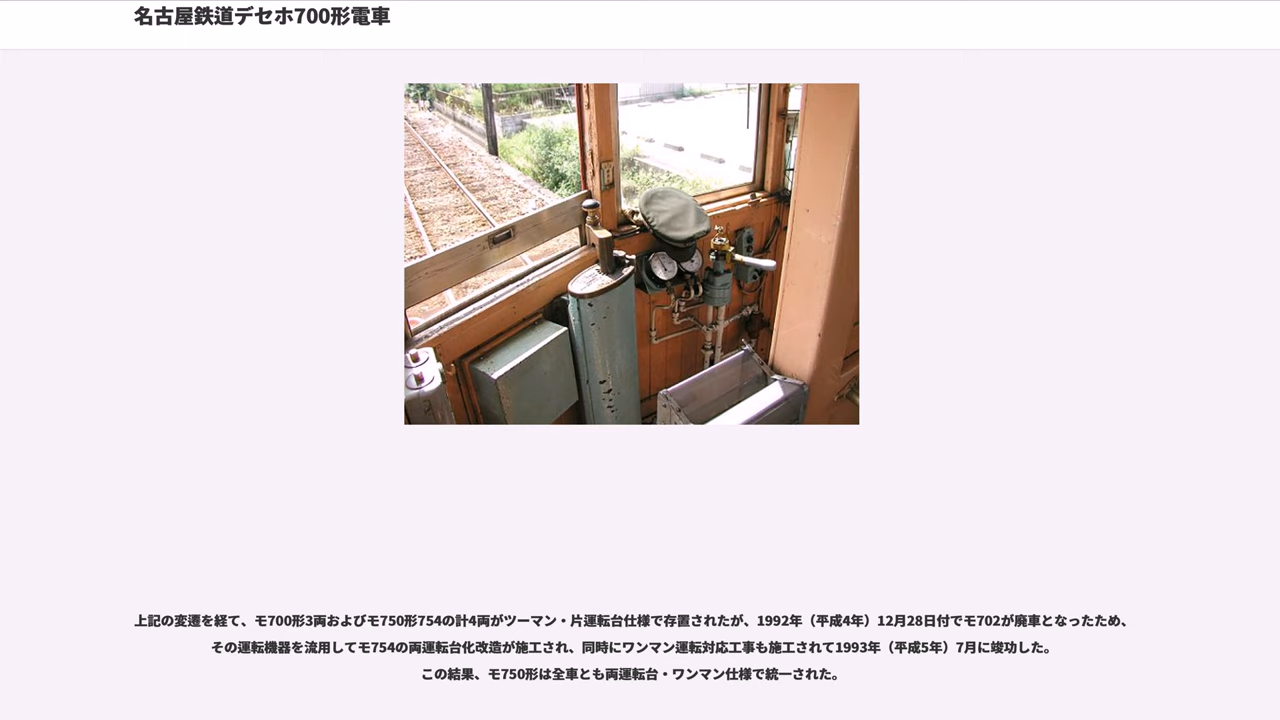 名古屋鉄道デセホ700形電車
上記の変遷を経て、モ700形3両およびモ750形754の計4両がツーマン・片運転台仕様で存置されたが、1992年（平成4年）12月28日付でモ702が廃車となったため、
その運転機器を流用してモ754の両運転台化改造が施工され、同時にワンマン運転対応工事も施工されて1993年（平成5年）7月に竣功した。
この結果、モ750形は全車とも両運転台・ワンマン仕様で統一された。